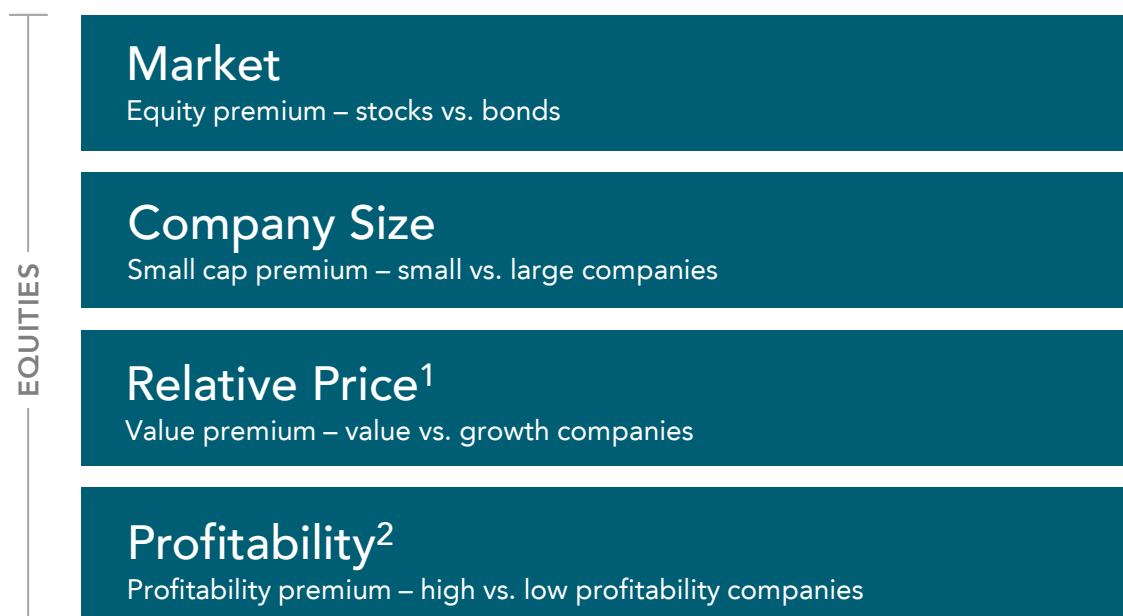 Market
Equity premium – stocks vs. bonds
Company Size
Small cap premium – small vs. large companies
EQUITIES
Relative Price¹
Value premium – value vs. growth companies
Profitability²
Profitability premium – high vs. low profitability companies